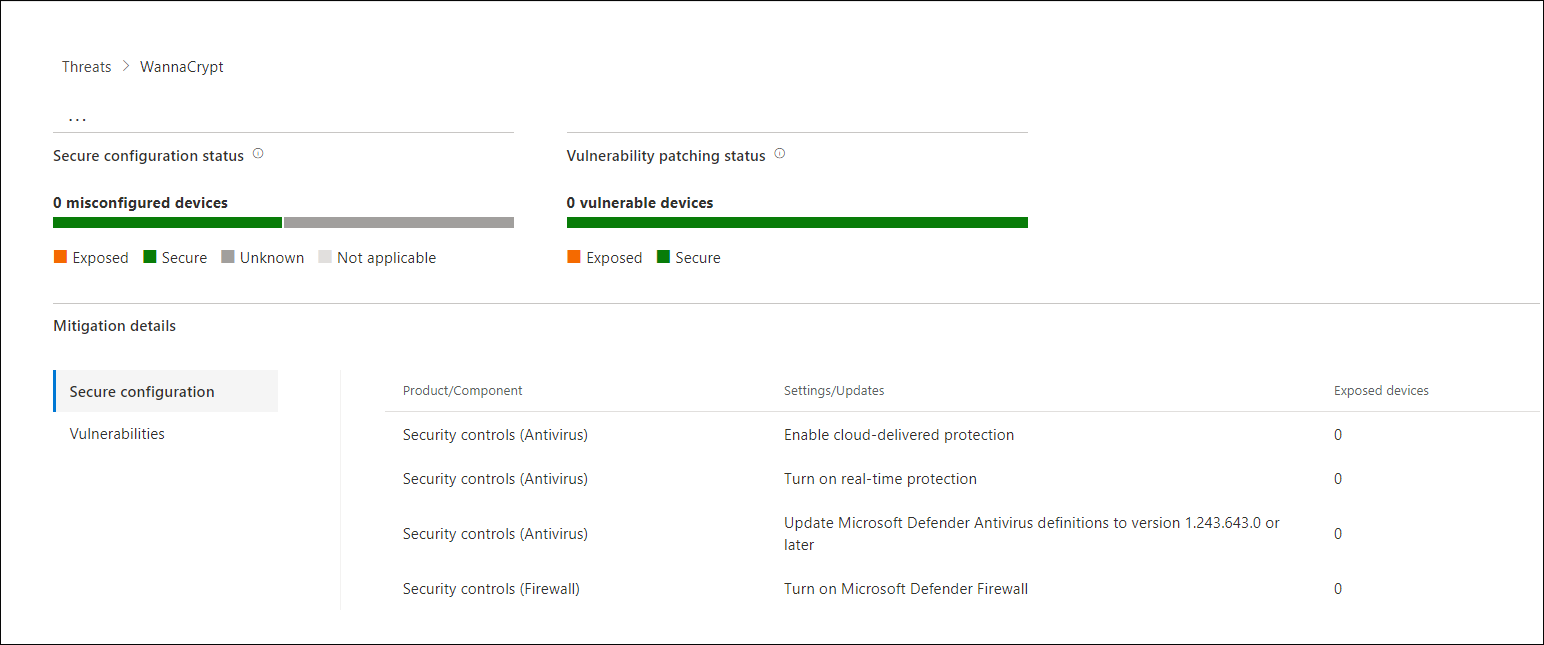 Threats > WannaCrypt
...
Secure configuration status
Vulnerability patching status
0 misconfigured devices
0 vulnerable devices
Exposed Secure Unknown Not applicable
Exposed Secure
Mitigation details
Secure configuration
Vulnerabilities
Product/Component Settings/Updates Exposed devices
Security controls (Antivirus) Enable cloud-delivered protection 0
Security controls (Antivirus) Turn on real-time protection 0
Security controls (Antivirus) Update Microsoft Defender Antivirus definitions to version 1.243.643.0 or
later 0
Security controls (Firewall) Turn on Microsoft Defender Firewall 0